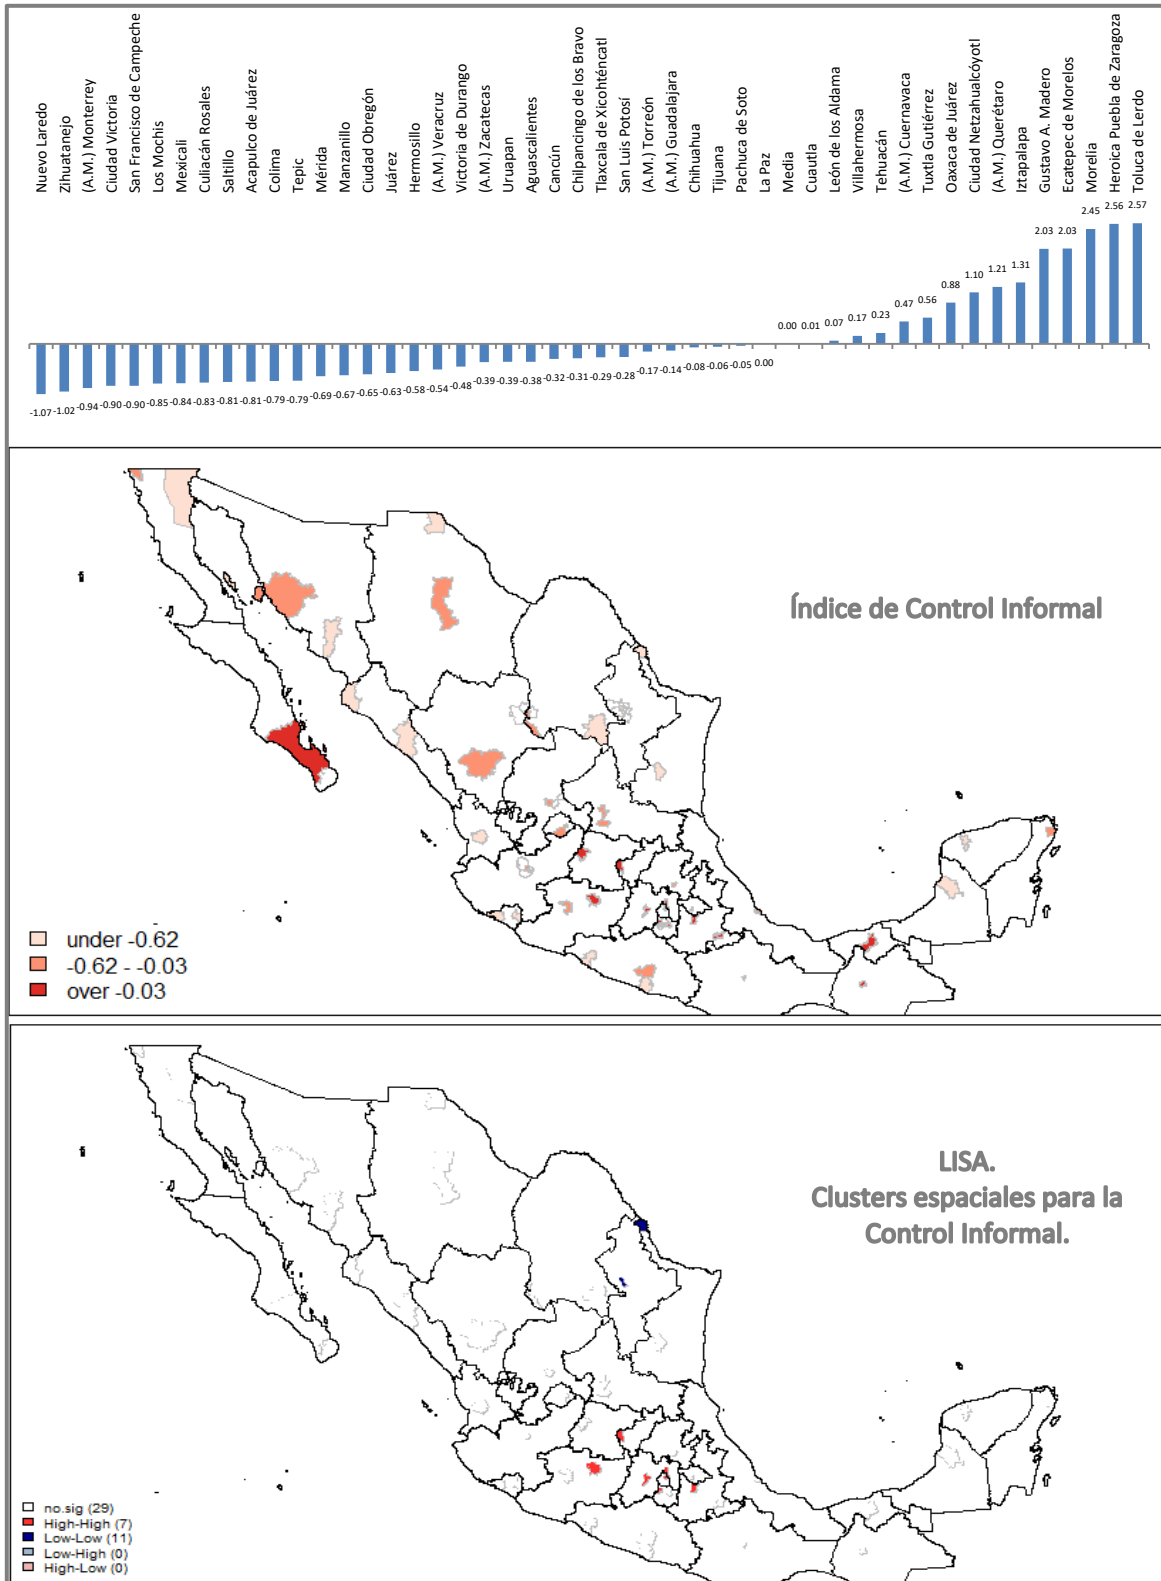 Nuevo Laredo
Zihuatanejo
(A.M.) Monterrey
Ciudad Victoria
San Francisco de Campeche
Los Mochis
Mexicali
Culiacán Rosales
Saltillo
Acapulco de Juárez
Colima
Tepic
Mérida
Manzanillo
Ciudad Obregón
Juárez
Hermosillo
(A.M.) Veracruz
Victoria de Durango
(A.M.) Zacatecas
Uruapan
Aguascalientes
Cancún
Chilpancingo de los Bravo
Tlaxcala de Xicohténcatl
San Luis Potosí
(A.M.) Torreón
(A.M.) Guadalajara
Chihuahua
Tijuana
Pachuca de Soto
La Paz
Media
Cuautla
León de los Aldama
Villahermosa
Tehuacán
(A.M.) Cuernavaca
Tuxtla Gutiérrez
Oaxaca de Juárez
Ciudad Netzahualcóyotl
(A.M.) Querétaro
Iztapalapa
Gustavo A. Madero
Ecatepec de Morelos
Morelia
Heroica Puebla de Zaragoza
Toluca de Lerdo
-1.07
-1.02
-0.94
-0.90
-0.90
-0.85
-0.84
-0.83
-0.81
-0.81
-0.79
-0.79
-0.69
-0.67
-0.65
-0.63
-0.58
-0.54
-0.48
-0.39
-0.39
-0.38
-0.32
-0.31
-0.29
-0.28
-0.17
-0.14
-0.08
-0.06
-0.05
0.00
0.00
0.01
0.07
0.17
0.23
0.47
0.56
0.88
1.10
1.21
1.31
2.03
2.03
2.45
2.56
2.57
Índice de Control Informal
under -0.62
-0.62 - -0.03
over -0.03
LISA.
Clusters espaciales para la
Control Informal.
no.sig (29)
High-High (7)
Low-Low (11)
Low-High (0)
High-Low (0)